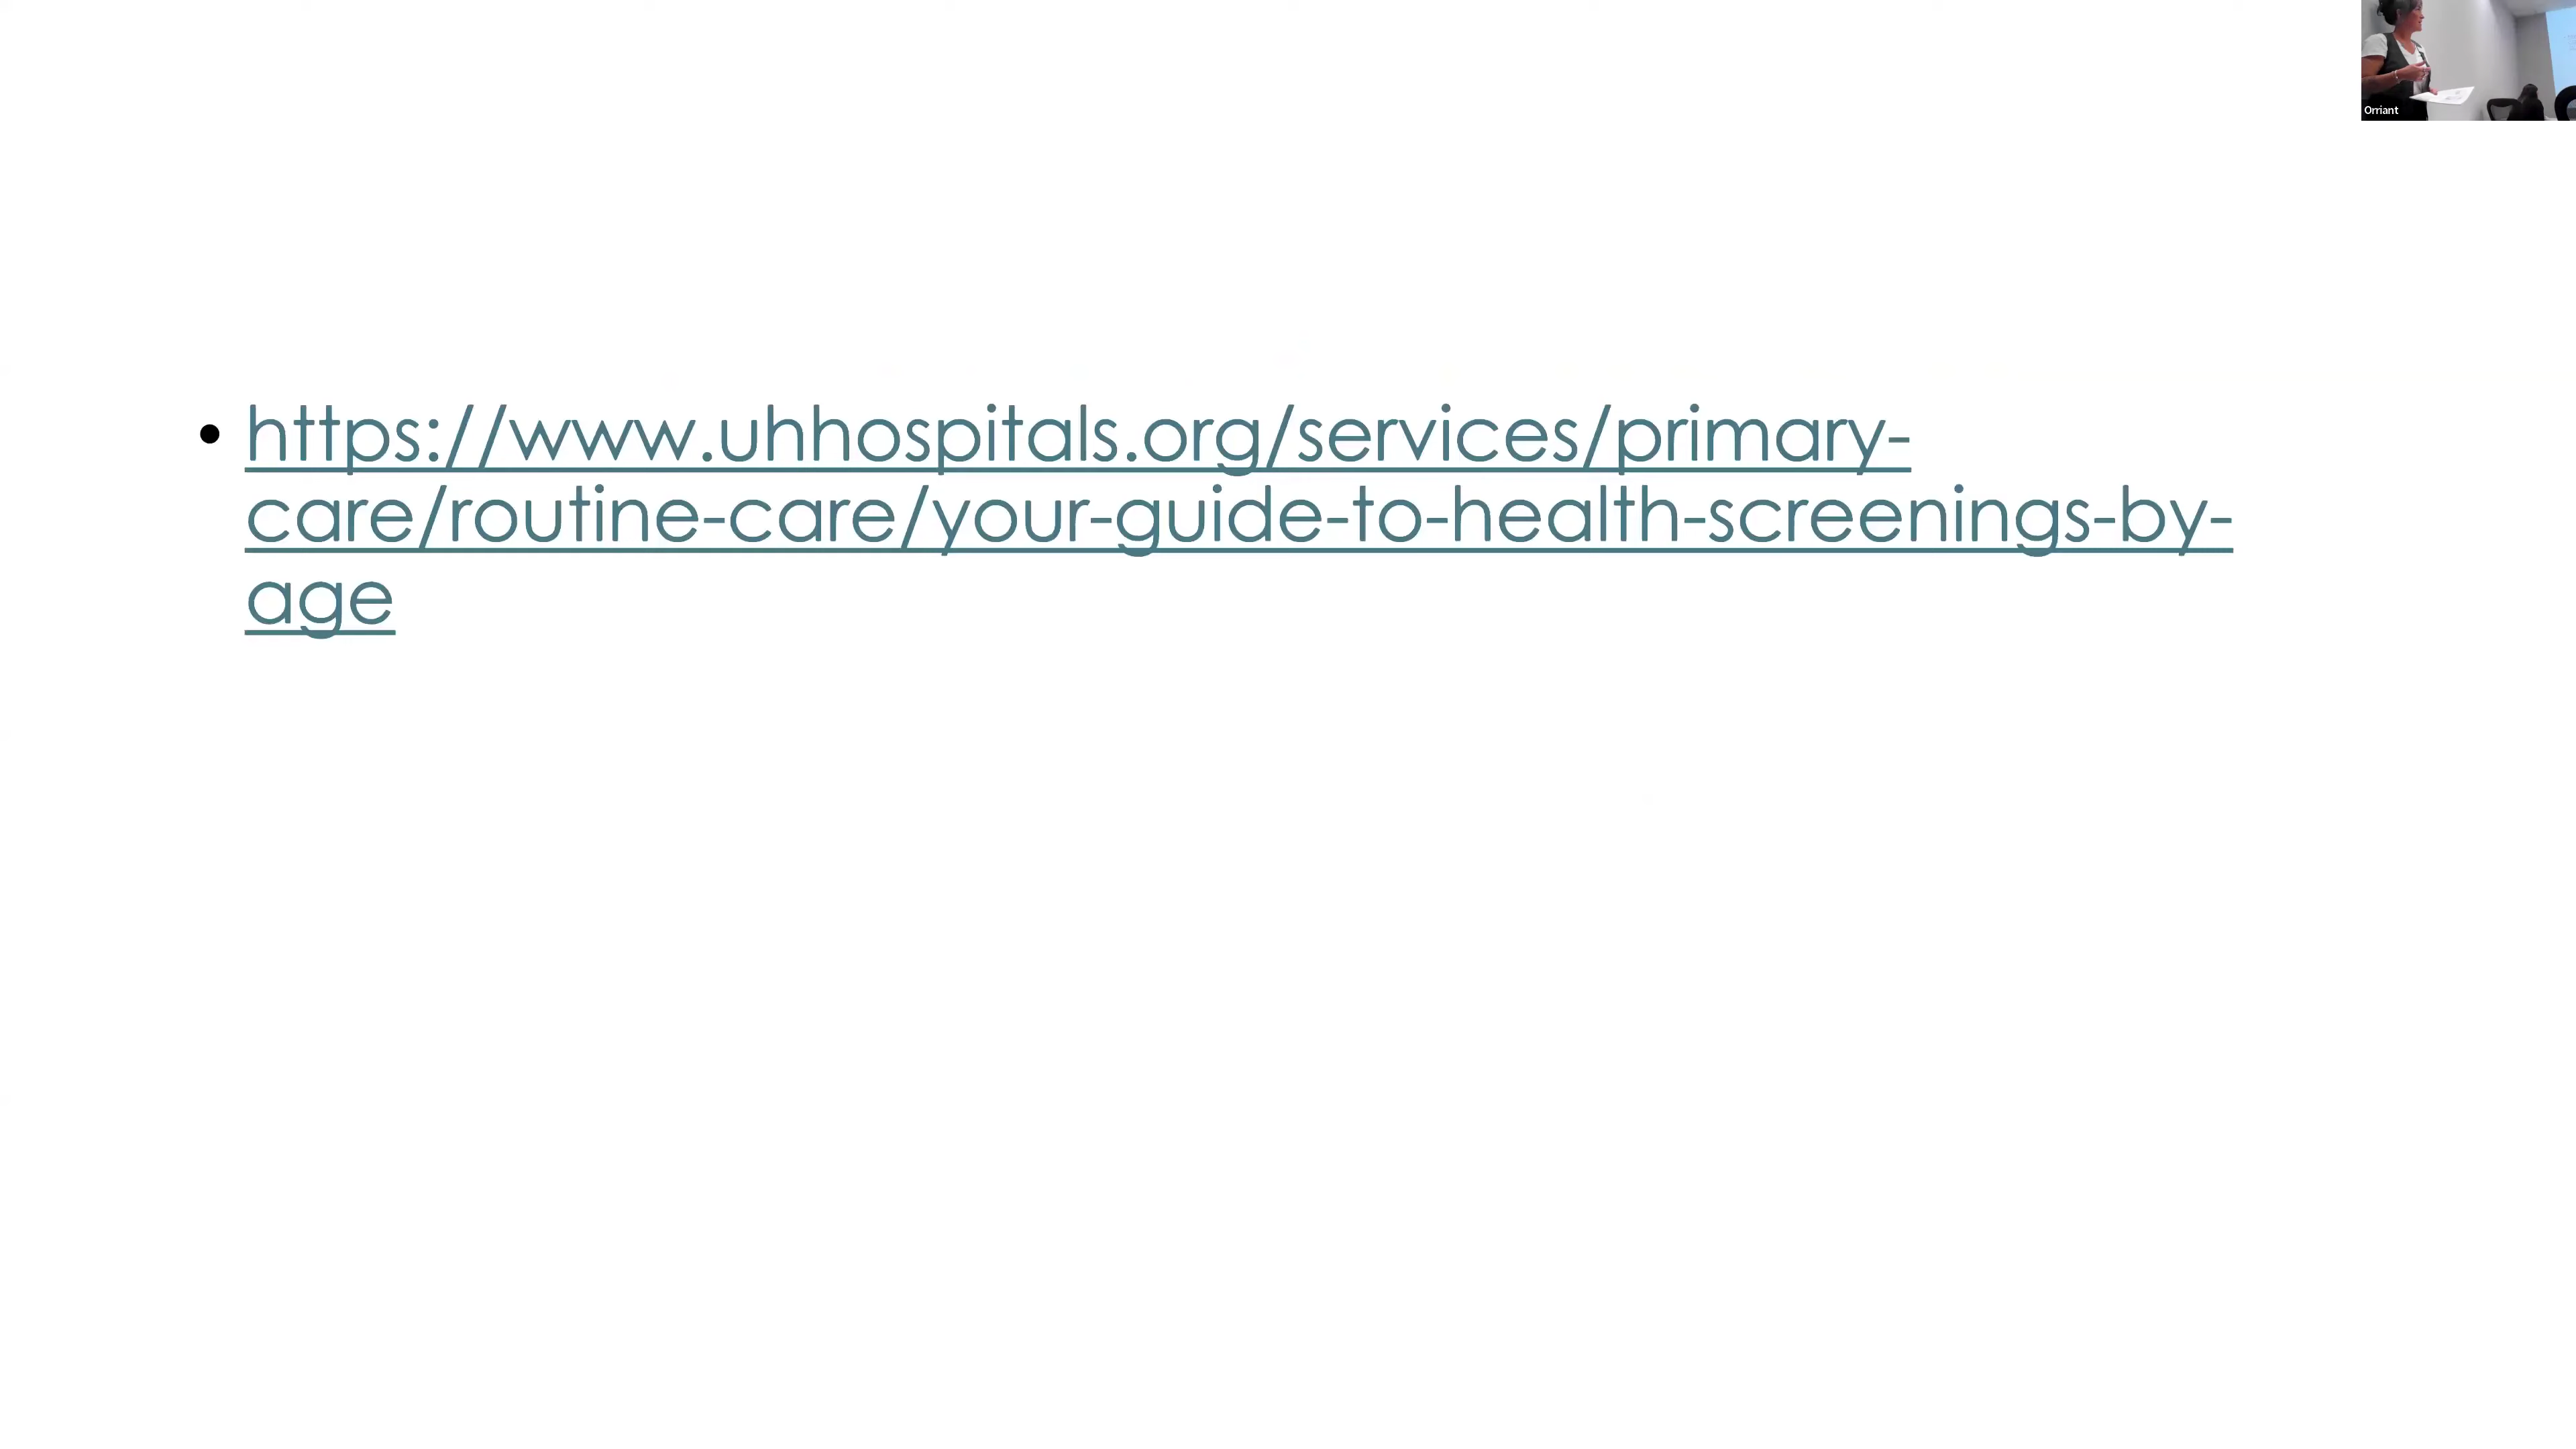 Orriant
• https://www.uhhospitals.org/services/primary-
care/routine-care/your-guide-to-health-screenings-by-
age